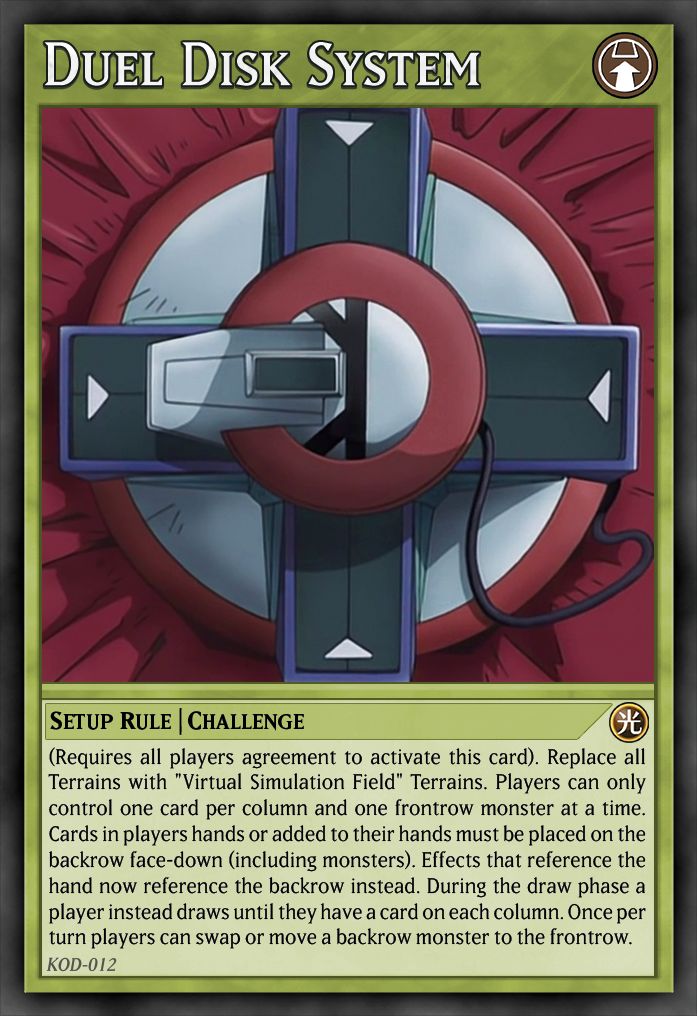 Duel Disk System
Setup Rule | Challenge
光
(Requires all players agreement to activate this card). Replace all
Terrains with "Virtual Simulation Field" Terrains. Players can only
control one card per column and one frontrow monster at a time.
Cards in players hands or added to their hands must be placed on the
backrow face-down (including monsters). Effects that reference the
hand now reference the backrow instead. During the draw phase a
player instead draws until they have a card on each column. Once per
turn players can swap or move a backrow monster to the frontrow.
KOD-012